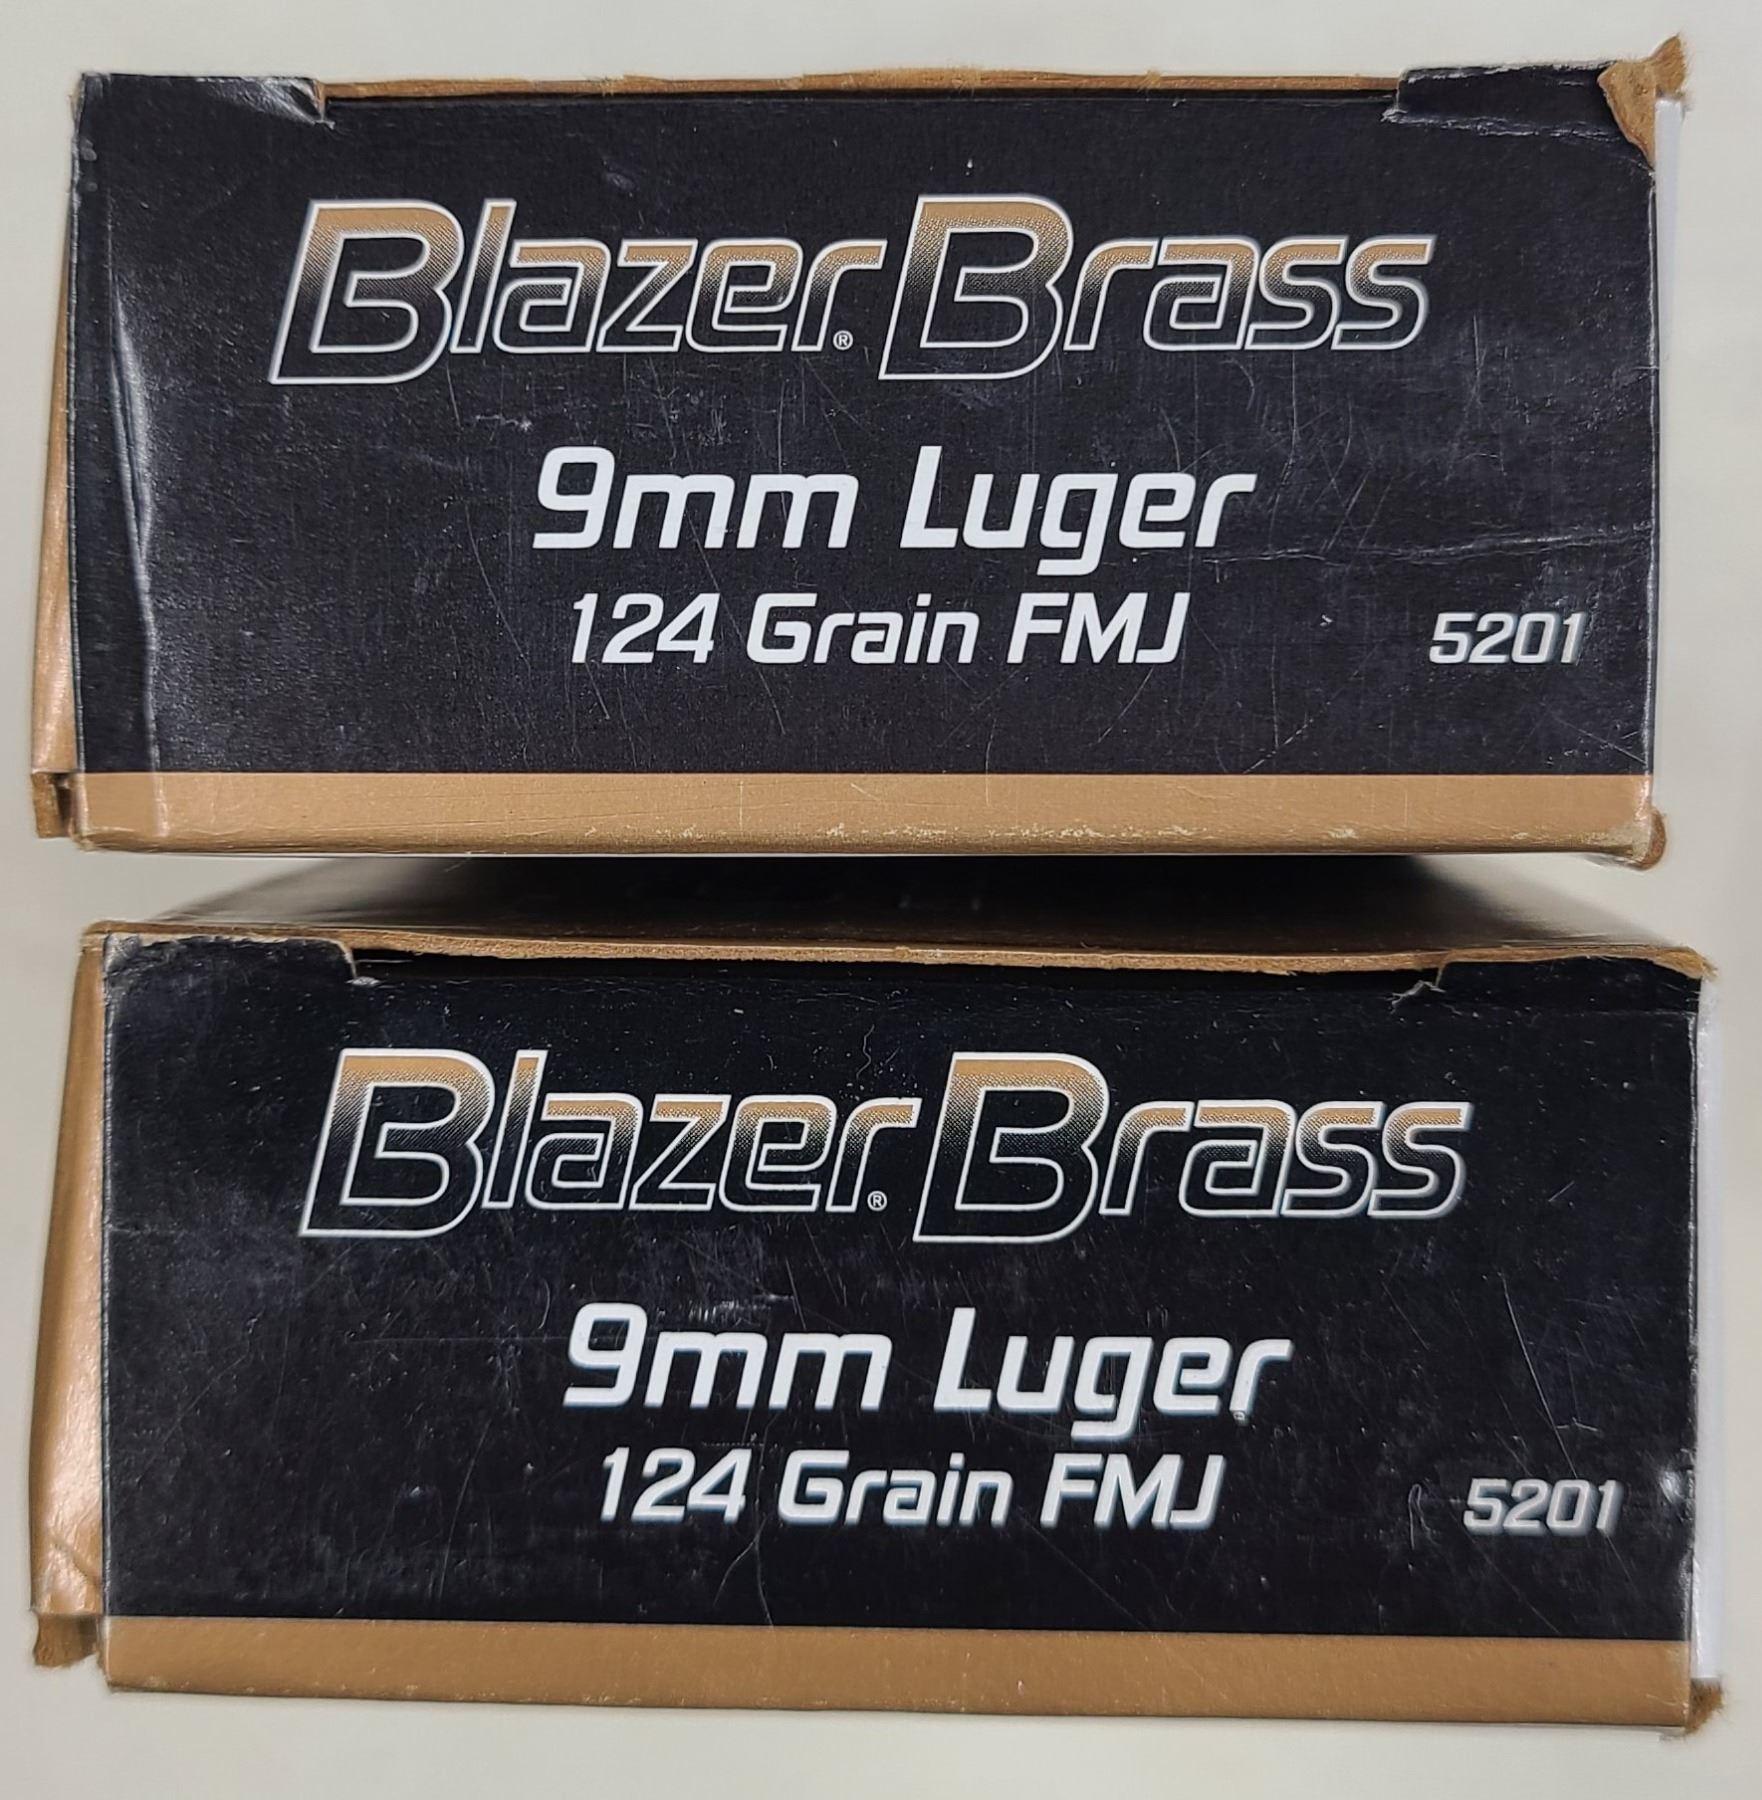 Blazer® Brass
9mm Luger
124 Grain FMJ
5201
Blazer® Brass
9mm Luger
124 Grain FMJ
5201